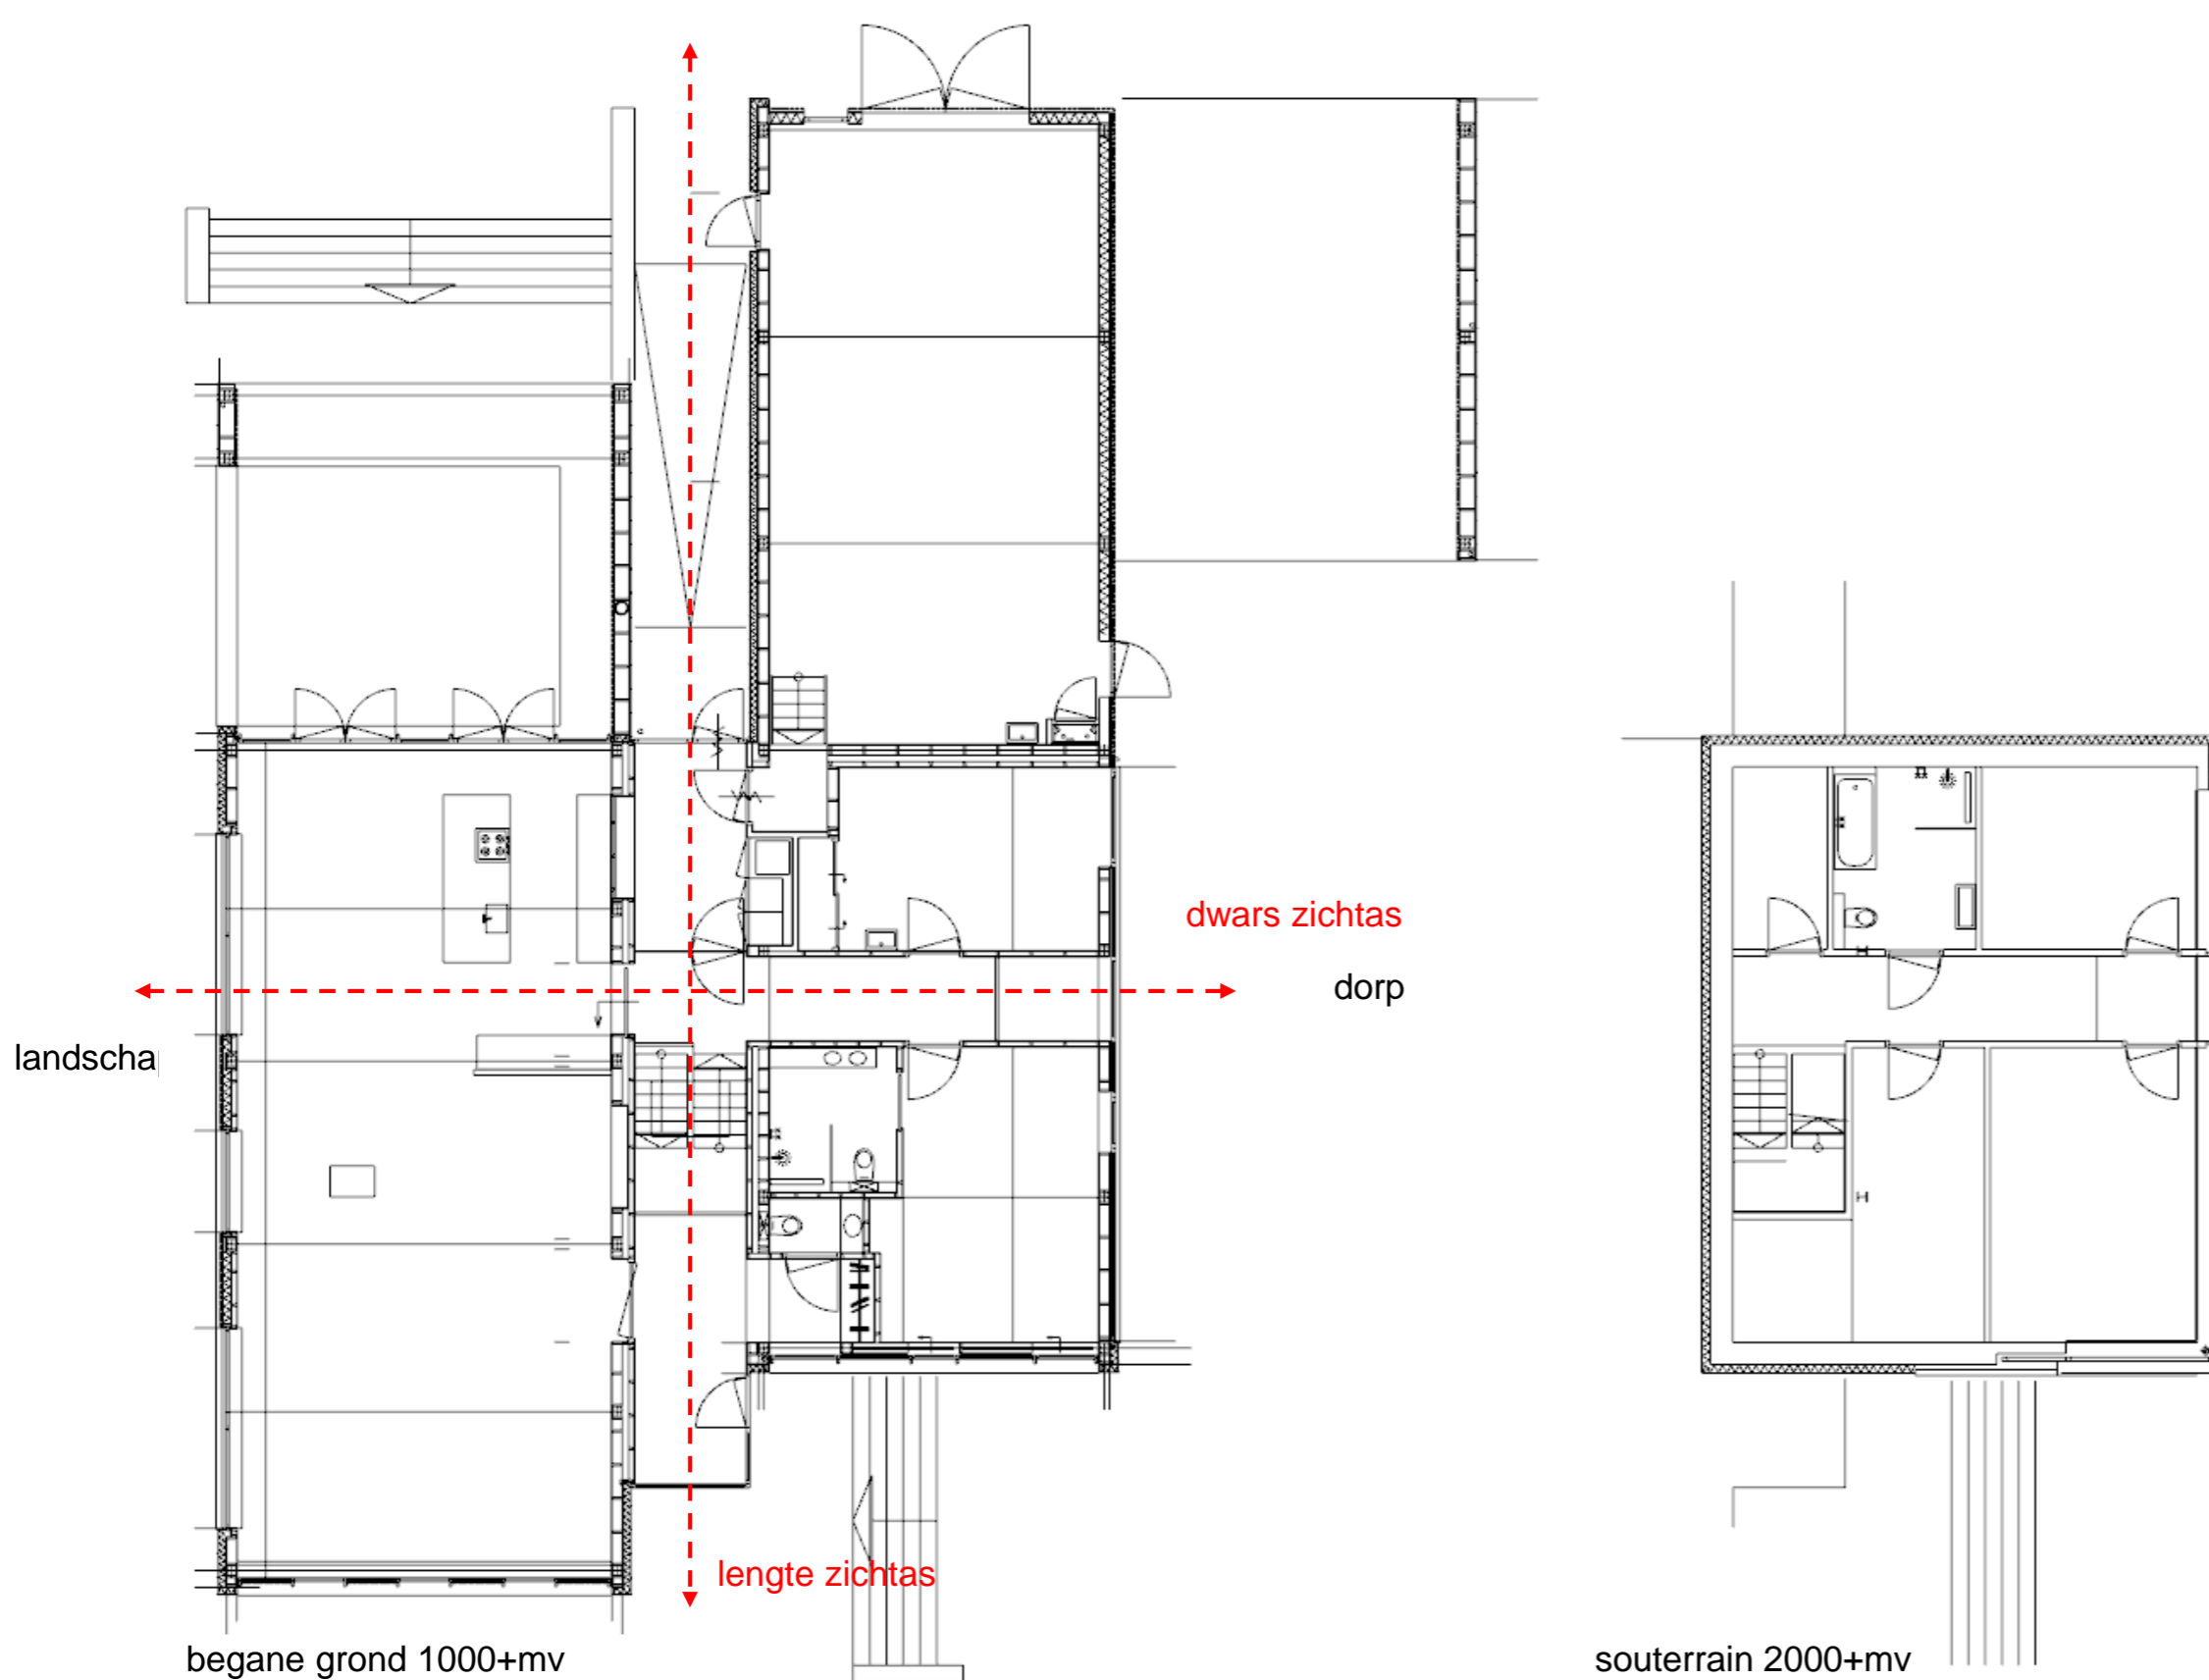 dwars zichtas
dorp
landscha
lengte zichtas
begane grond 1000+mv
souterrain 2000+mv